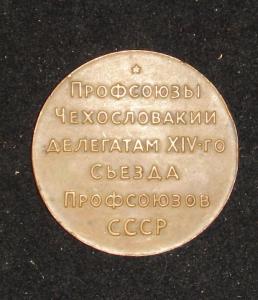 Профсоюзы
Чехословакии
делегатам XIV-го
Съезда
Профсоюзов
СССР